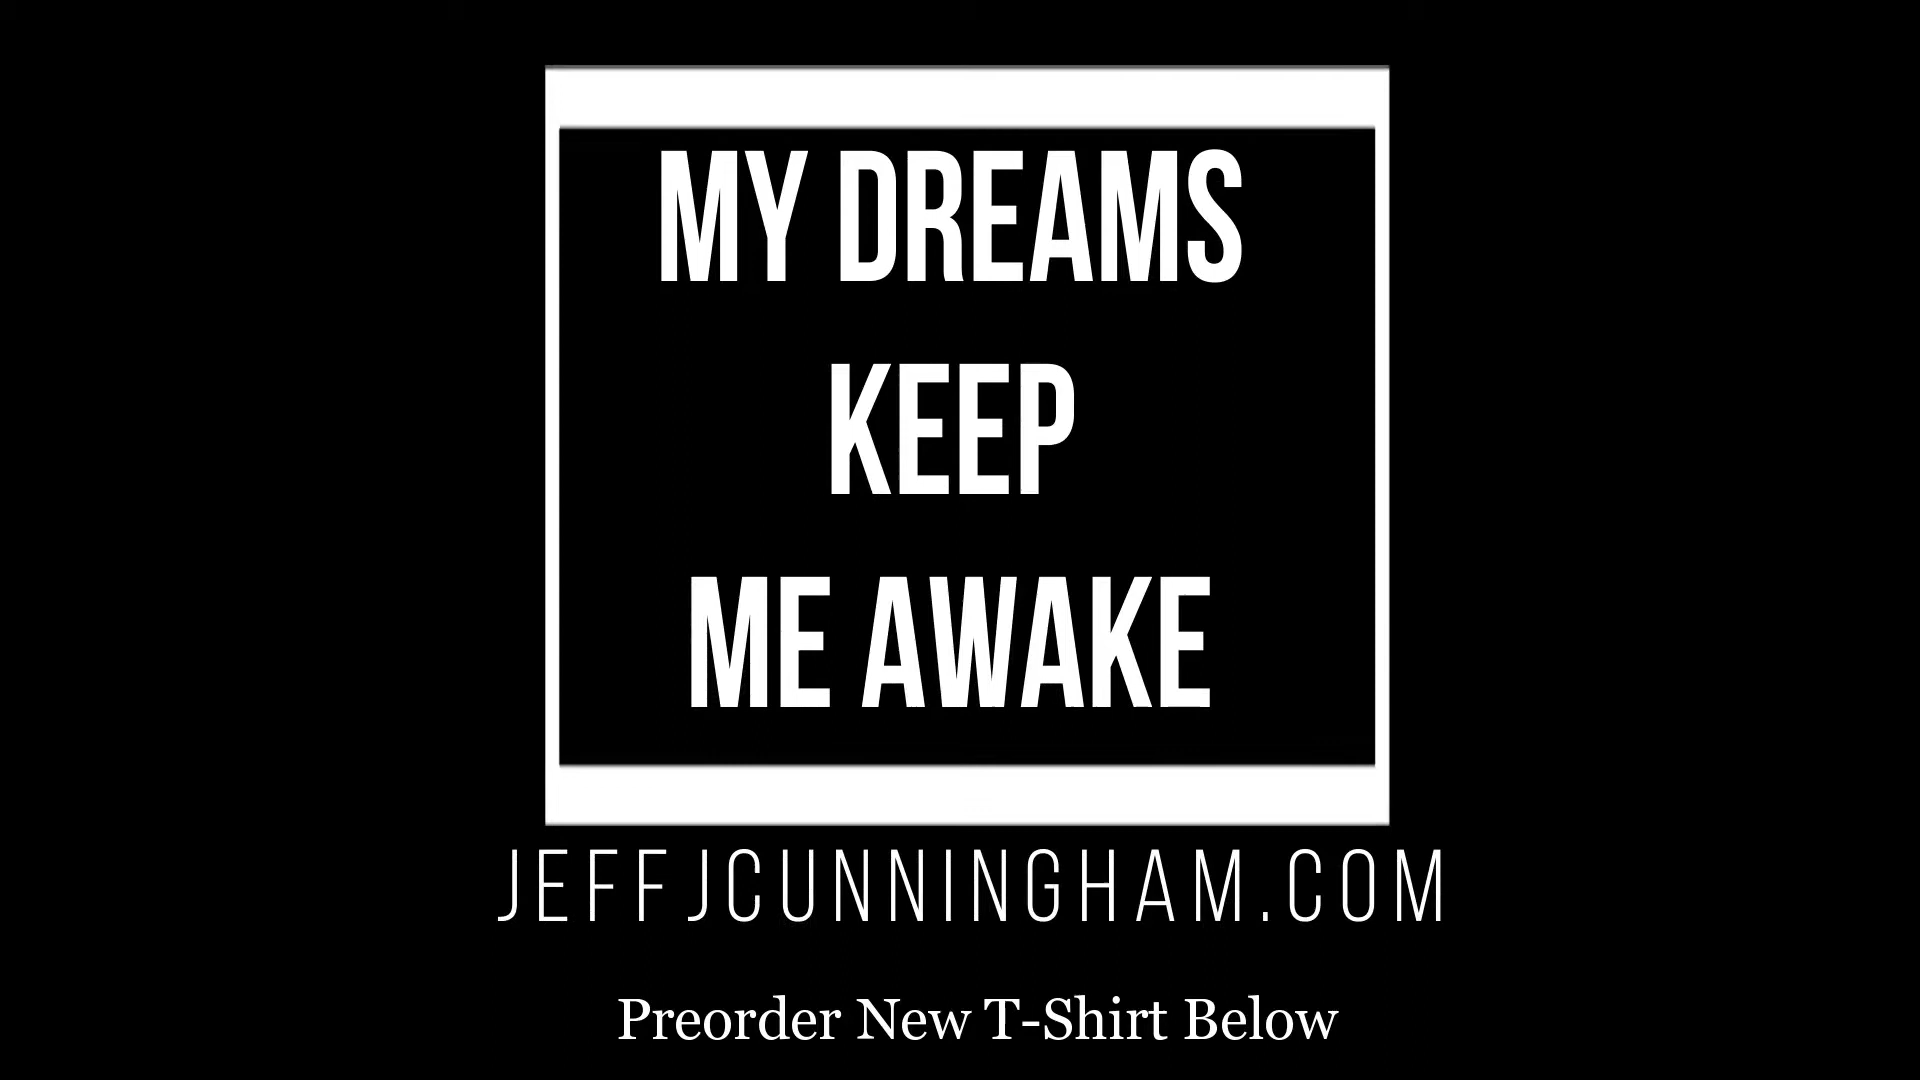 MY DREAMS
KEEP
ME AWAKE
JEFFJCUNNINGHAM.COM
Preorder New T-Shirt Below